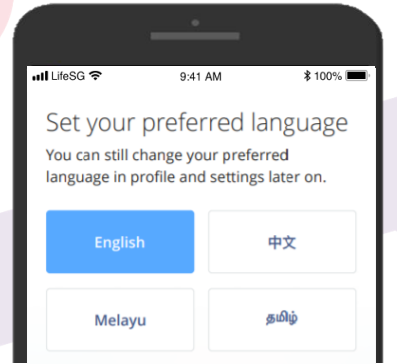 LifeSG 9:41 AM 100%
Set your preferred language
You can still change your preferred
language in profile and settings later on.
English 中文
Melayu தமிழ்